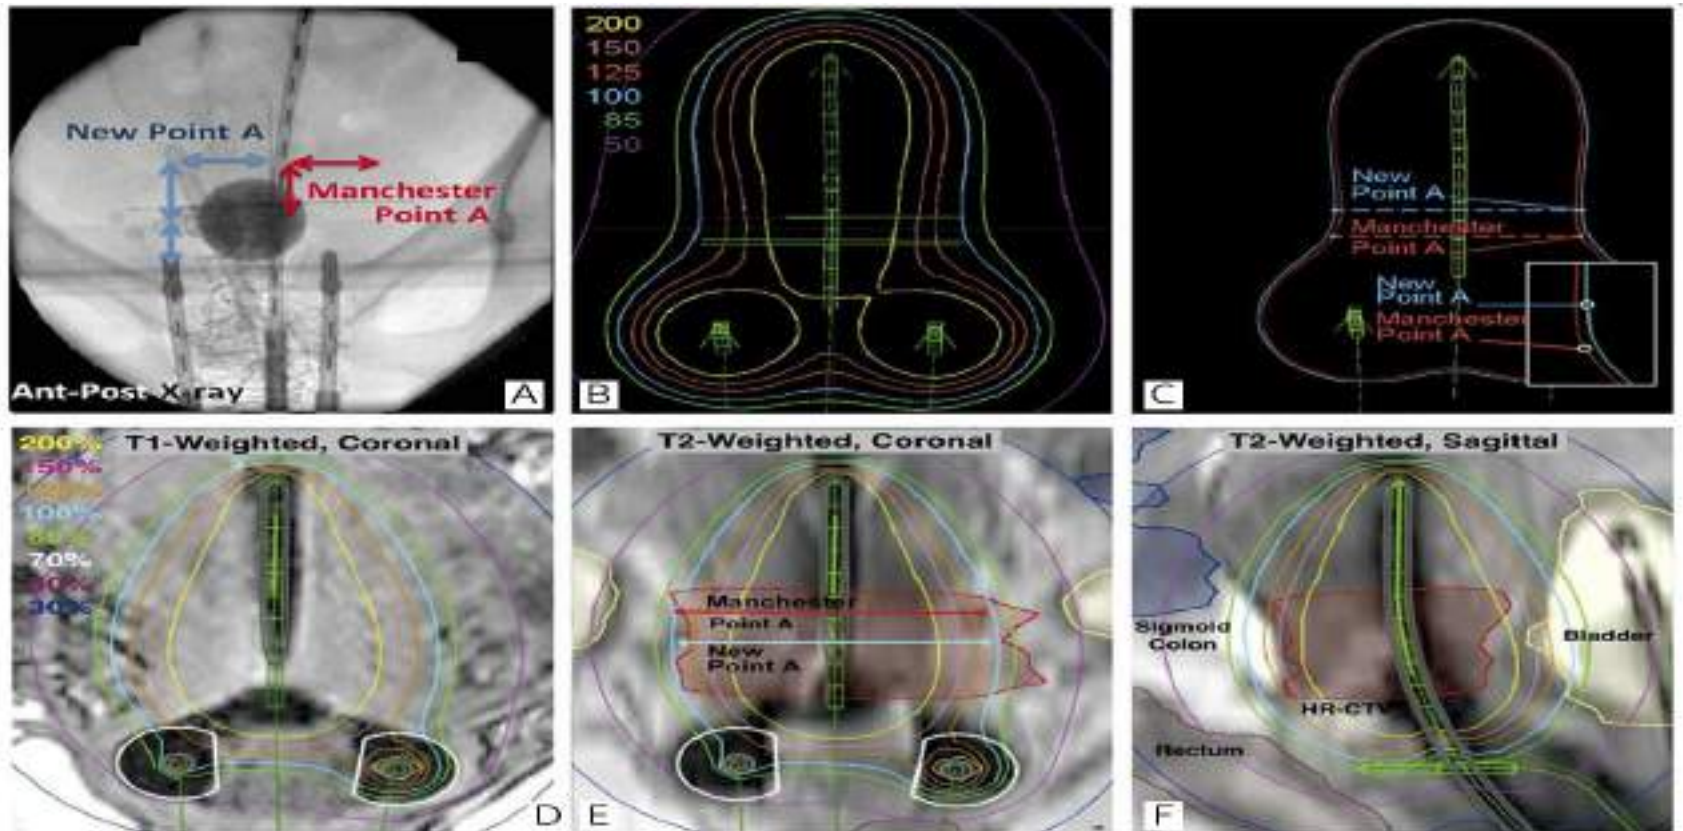 New Point A
Manchester
Point A
Ant-Post X-ray
A
200
150
125
100
85
50
B
New
Point A
Manchester
Point A
New
Point A
Manchester
Point A
C
200%
T1-Weighted, Coronal
150%
100%
70%
30%
D
T2-Weighted, Coronal
Manchester
Point A
New
Point A
E
T2-Weighted, Sagittal
Sigmoid
Colon
Bladder
HR-CTV
Rectum
F